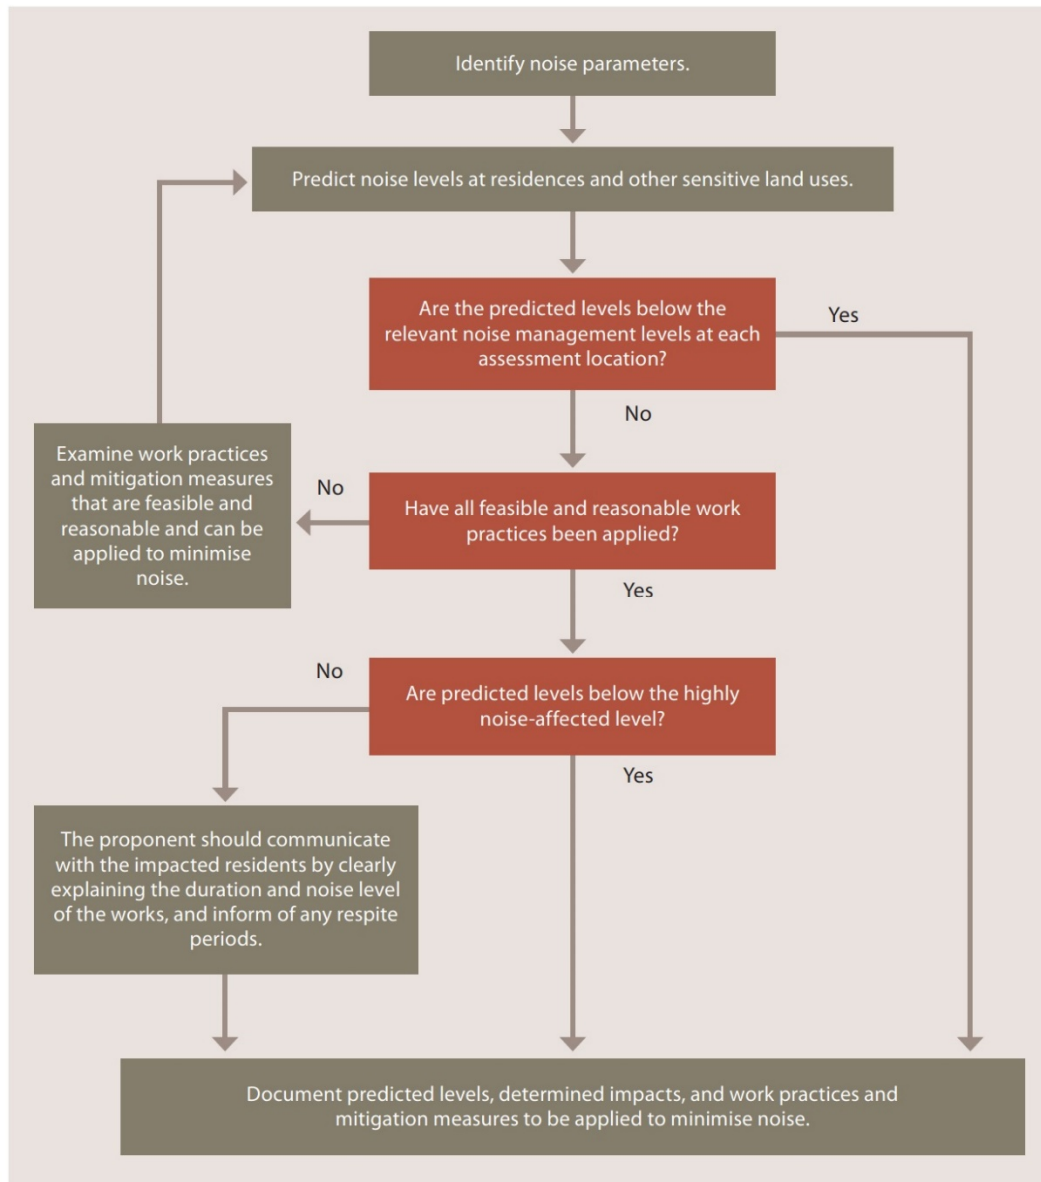 Identify noise parameters.
Predict noise levels at residences and other sensitive land uses.
Are the predicted levels below the
relevant noise management levels at each
assessment location?
Yes
No
Examine work practices
and mitigation measures
that are feasible and
reasonable and can be
applied to minimise
noise.
No
Have all feasible and reasonable work
practices been applied?
Yes
No
Are predicted levels below the highly
noise-affected level?
Yes
The proponent should communicate
with the impacted residents by clearly
explaining the duration and noise level
of the works, and inform of any respite
periods.
Document predicted levels, determined impacts, and work practices and
mitigation measures to be applied to minimise noise.